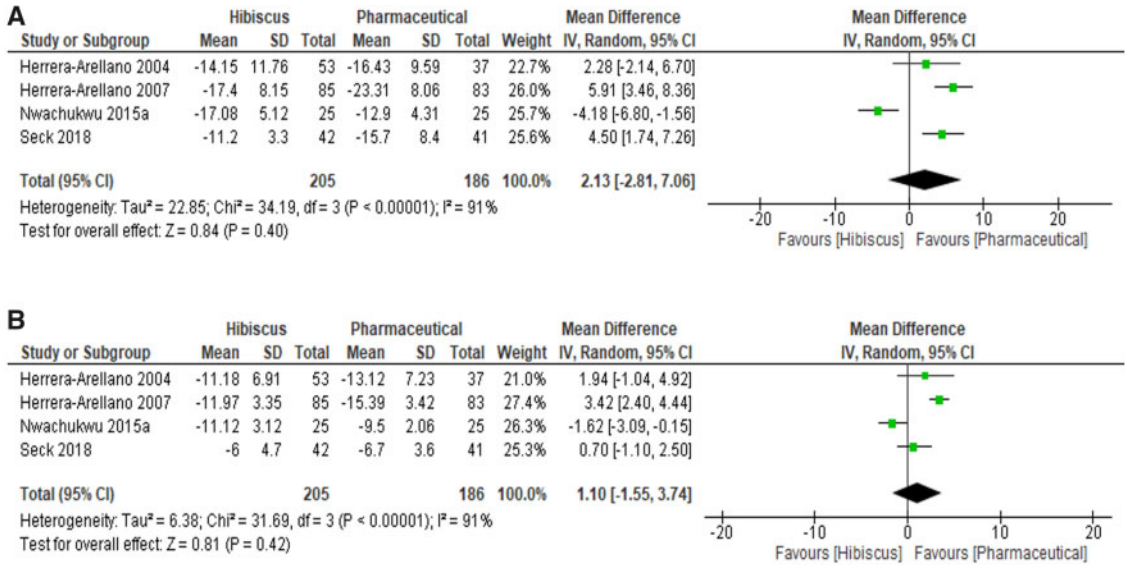 A
Hibiscus Pharmaceutical Mean Difference Mean Difference
Study or Subgroup Mean SD Total Mean SD Total Weight IV, Random, 95% CI IV, Random, 95% CI
Herrera-Arellano 2004 -14.15 11.76 53 -16.43 9.59 37 22.7% 2.28 [-2.14, 6.70]
Herrera-Arellano 2007 -17.4 8.15 85 -23.31 8.06 83 26.0% 5.91 [3.46, 8.36]
Nwachukwu 2015a -17.08 5.12 25 -12.9 4.31 25 25.7% -4.18 [-6.80, -1.56]
Seck 2018 -11.2 3.3 42 -15.7 8.4 41 25.6% 4.50 [1.74, 7.26]
Total (95% CI) 205 186 100.0% 2.13 [-2.81, 7.06]
Heterogeneity: Tau² = 22.85; Chi² = 34.19, df = 3 (P < 0.00001); I² = 91%
Test for overall effect: Z = 0.84 (P = 0.40)
-20 -10 0 10 20
Favours [Hibiscus] Favours [Pharmaceutical]
B
Hibiscus Pharmaceutical Mean Difference Mean Difference
Study or Subgroup Mean SD Total Mean SD Total Weight IV, Random, 95% CI IV, Random, 95% CI
Herrera-Arellano 2004 -11.18 6.91 53 -13.12 7.23 37 21.0% 1.94 [-1.04, 4.92]
Herrera-Arellano 2007 -11.97 3.35 85 -15.39 3.42 83 27.4% 3.42 [2.40, 4.44]
Nwachukwu 2015a -11.12 3.12 25 -9.5 2.06 25 26.3% -1.62 [-3.09, -0.15]
Seck 2018 -6 4.7 42 -6.7 3.6 41 25.3% 0.70 [-1.10, 2.50]
Total (95% CI) 205 186 100.0% 1.10 [-1.55, 3.74]
Heterogeneity: Tau² = 6.38; Chi² = 31.69, df = 3 (P < 0.00001); I² = 91%
Test for overall effect: Z = 0.81 (P = 0.42)
-20 -10 0 10 20
Favours [Hibiscus] Favours [Pharmaceutical]